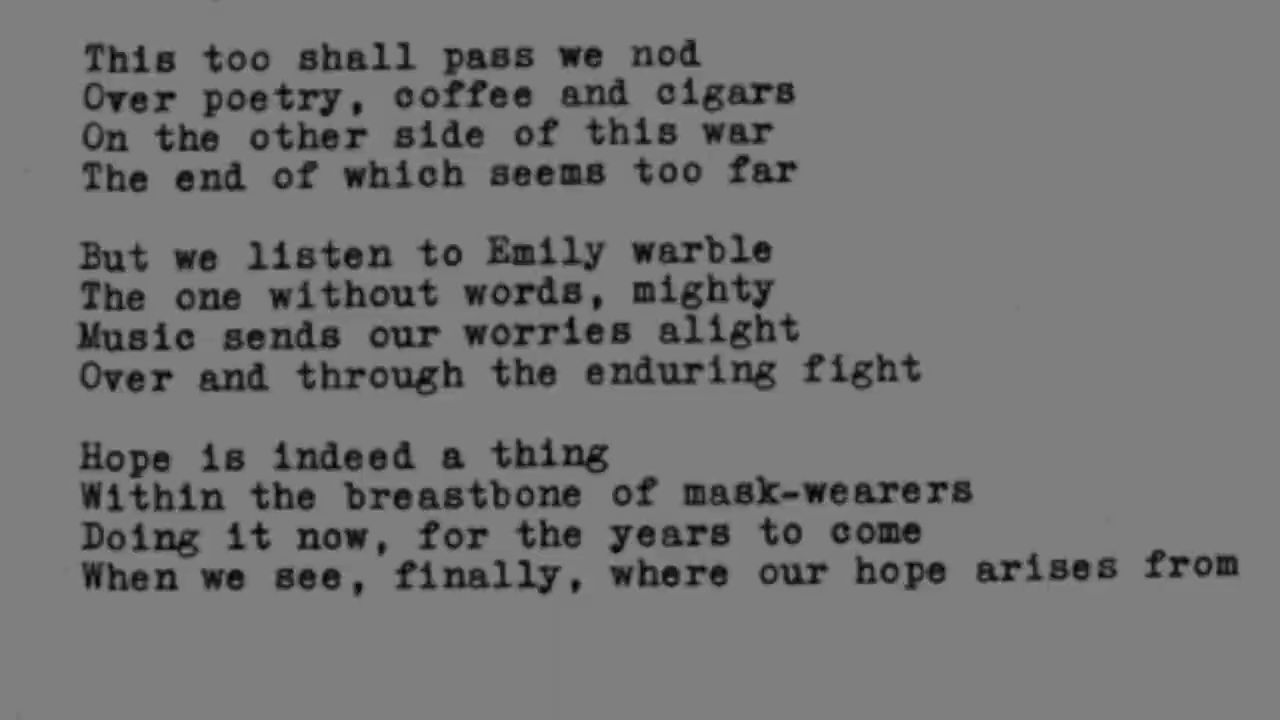 This too shall pass we nod
Over poetry, coffee and cigars
On the other side of this war
The end of which seems too far
But we listen to Emily warble
The one without words, mighty
Music sends our worries alight
Over and through the enduring fight
Hope is indeed a thing
Within the breastbone of mask-wearers
Doing it now, for the years to come
When we see, finally, where our hope arises from